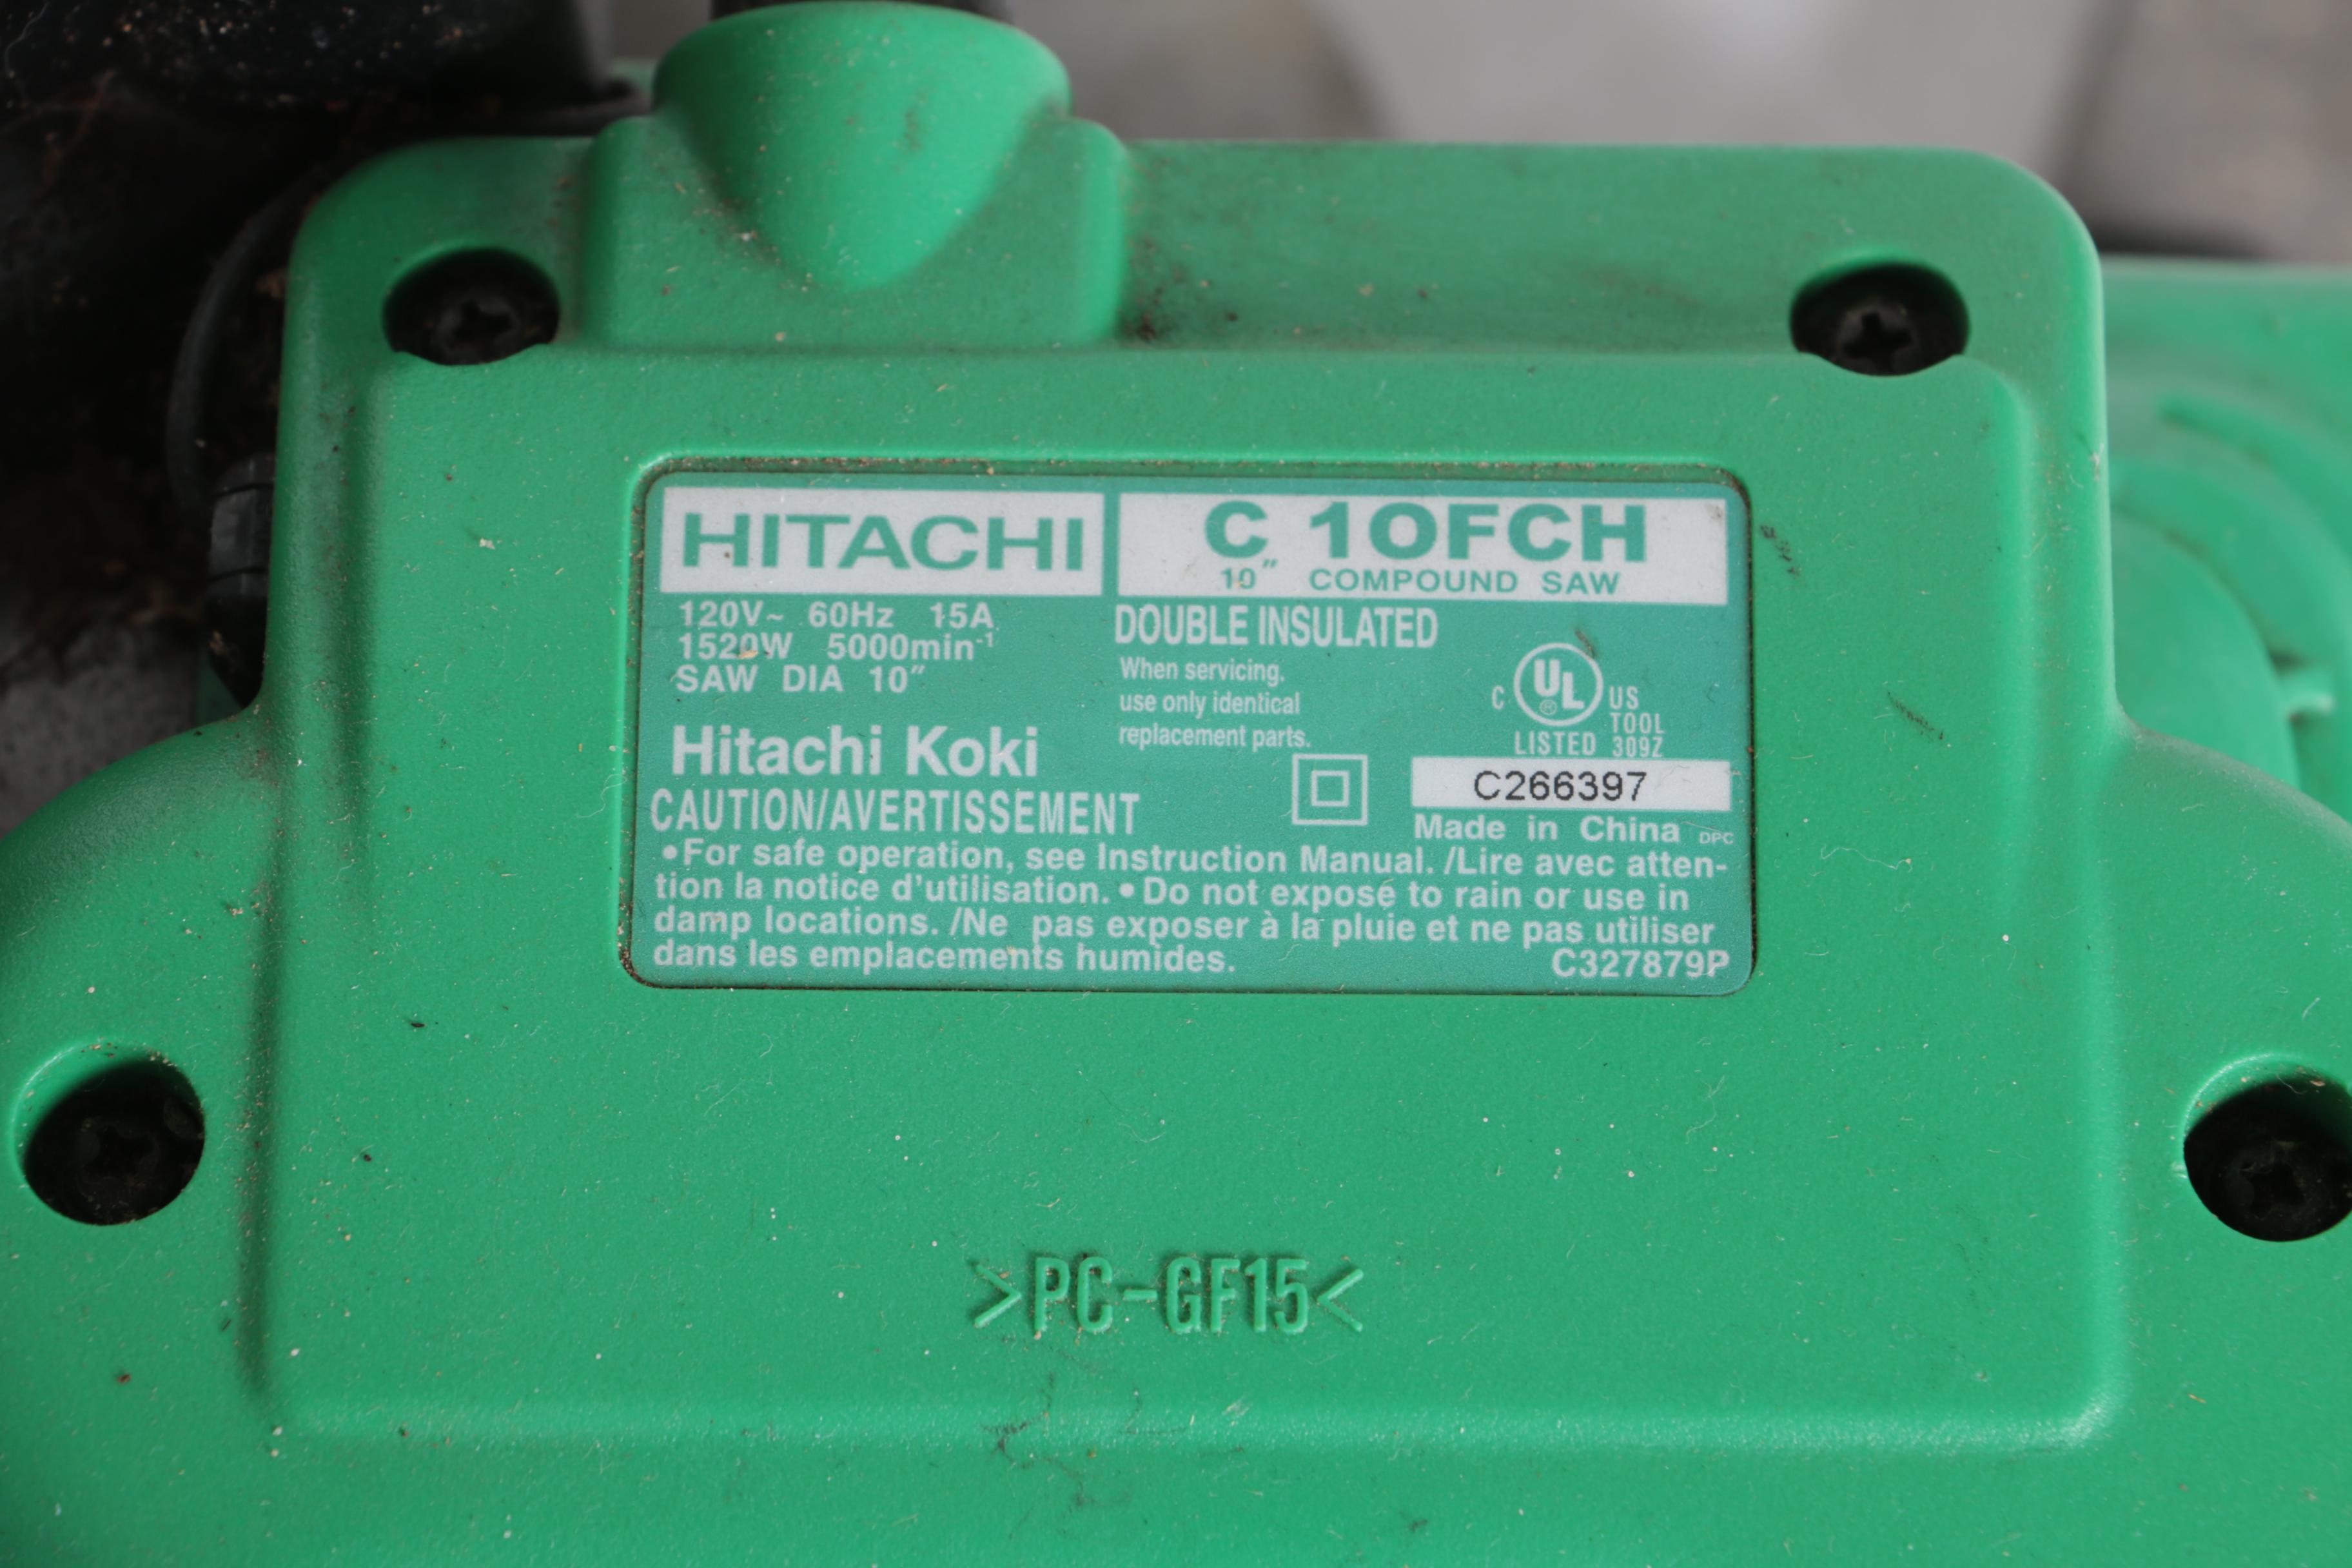 HITACHI
C 10FCH
10" COMPOUND SAW
120V~ 60Hz 15A
1520W 5000min-1
SAW DIA 10"
DOUBLE INSULATED
When servicing.
use only identical
replacement parts.
C UL ® US
TOOL
LISTED 309Z
Hitachi Koki
C266397
Made in China DPC
CAUTION/AVERTISSEMENT
•For safe operation, see Instruction Manual. /Lire avec atten-
tion la notice d'utilisation. •Do not expose to rain or use in
damp locations. /Ne pas exposer à la pluie et ne pas utiliser
dans les emplacements humides.
C327879P
>PC-GF15<